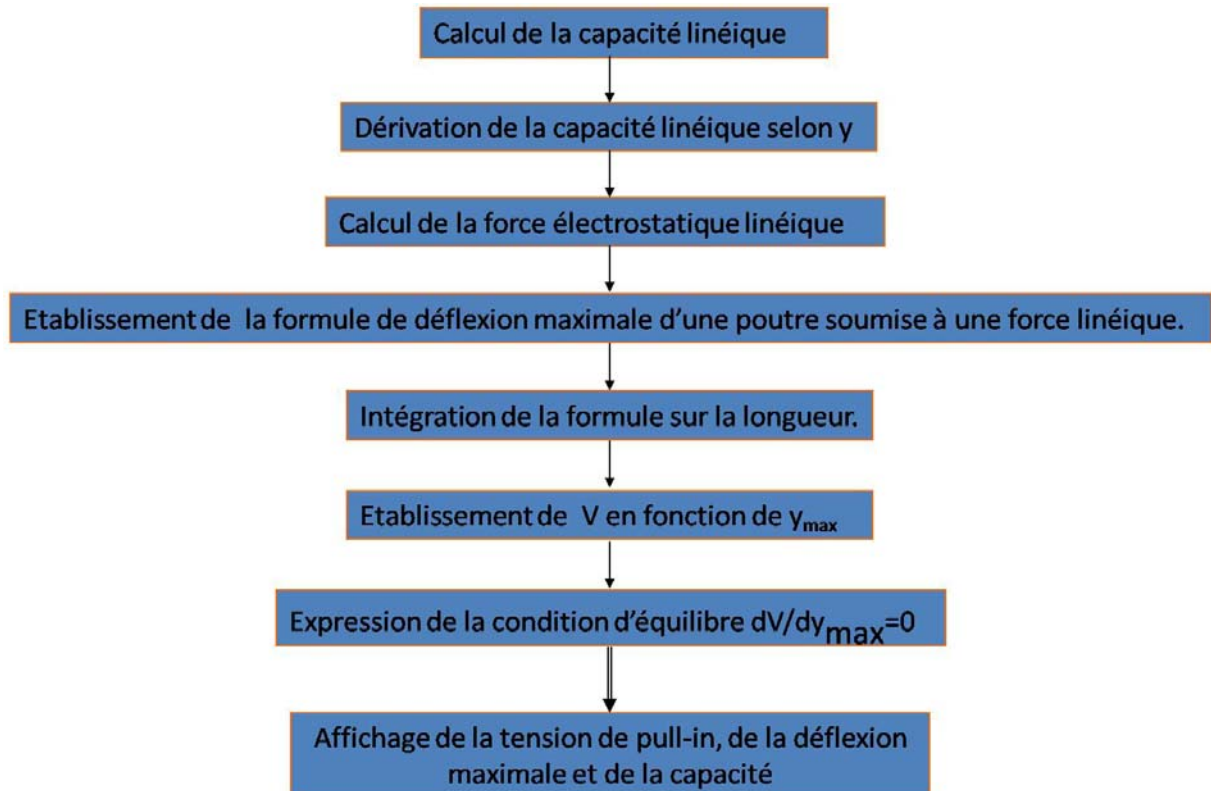 Calcul de la capacité linéique
Dérivation de la capacité linéique selon y
Calcul de la force électrostatique linéique
Etablissement de la formule de déflexion maximale d'une poutre soumise à une force linéique.
Intégration de la formule sur la longueur.
Etablissement de V en fonction de ymax
Expression de la condition d'équilibre dV/dymax=0
Affichage de la tension de pull-in, de la déflexion
maximale et de la capacité